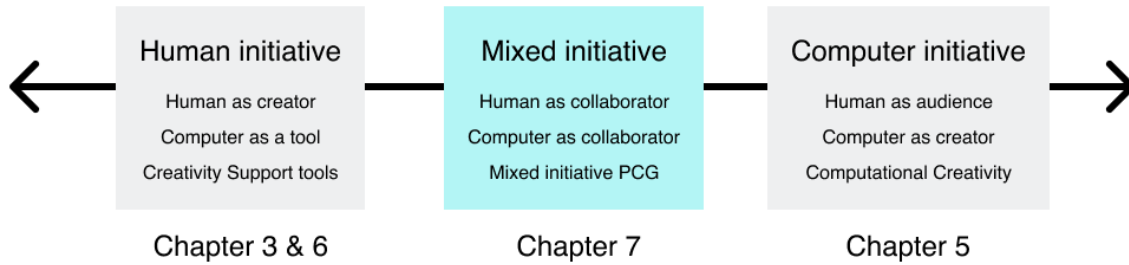 Human initiative
Human as creator
Computer as a tool
Creativity Support tools
Chapter 3 & 6
Mixed initiative
Human as collaborator
Computer as collaborator
Mixed initiative PCG
Chapter 7
Computer initiative
Human as audience
Computer as creator
Computational Creativity
Chapter 5